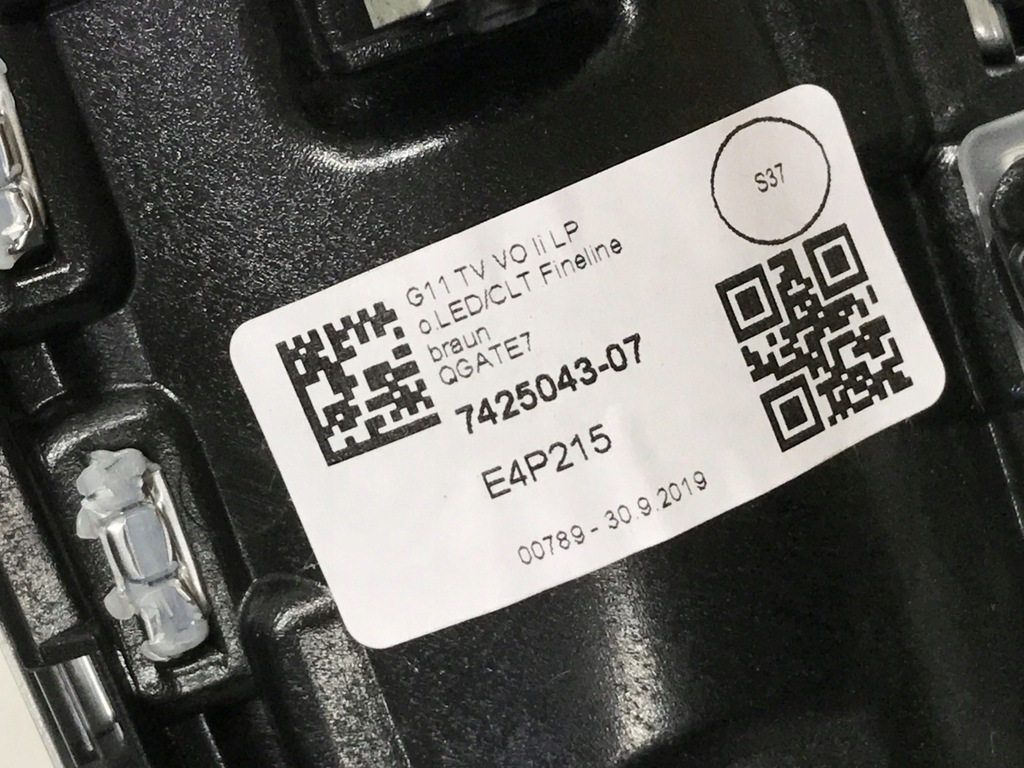 S37
G11 TV VO li LP
o.LED/CLT Fineline
braun
QGATE7
7425043-07
E4P215
00789 - 30.9.2019